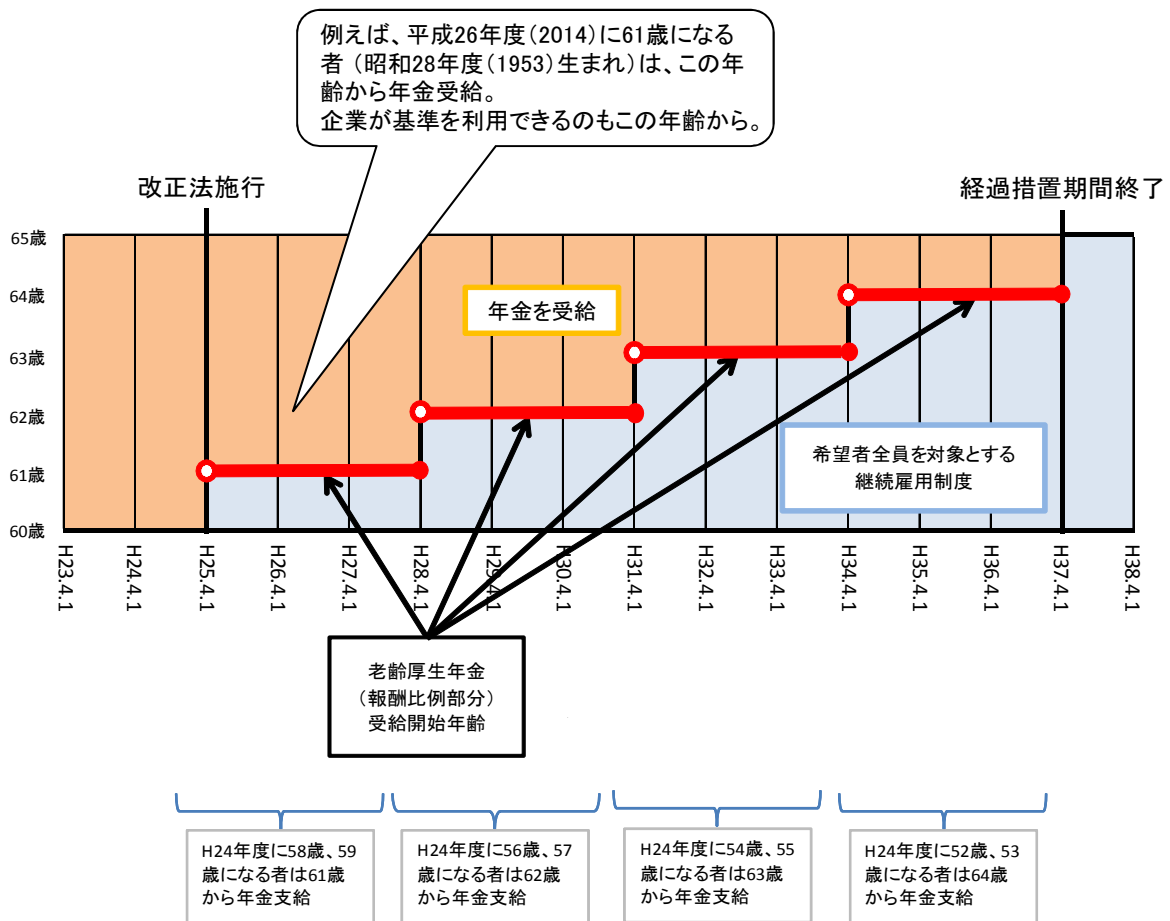 例えば、平成26年度(2014)に61歳になる
者（昭和28年度(1953)生まれ)は、この年
齢から年金受給。
企業が基準を利用できるのもこの年齢から。
改正法施行
経過措置期間終了
65歳
64歳
63歳
62歳
61歳
60歳
年金を受給
希望者全員を対象とする
継続雇用制度
H23.4.1
H24.4.1
H25.4.1
H26.4.1
H27.4.1
H28.4.1
H29.4.1
H30.4.1
H31.4.1
H32.4.1
H33.4.1
H34.4.1
H35.4.1
H36.4.1
H37.4.1
H38.4.1
老齢厚生年金
（報酬比例部分）
受給開始年齢
H24年度に58歳、59
歳になる者は61歳
から年金支給
H24年度に56歳、57
歳になる者は62歳
から年金支給
H24年度に54歳、55
歳になる者は63歳
から年金支給
H24年度に52歳、53
歳になる者は64歳
から年金支給